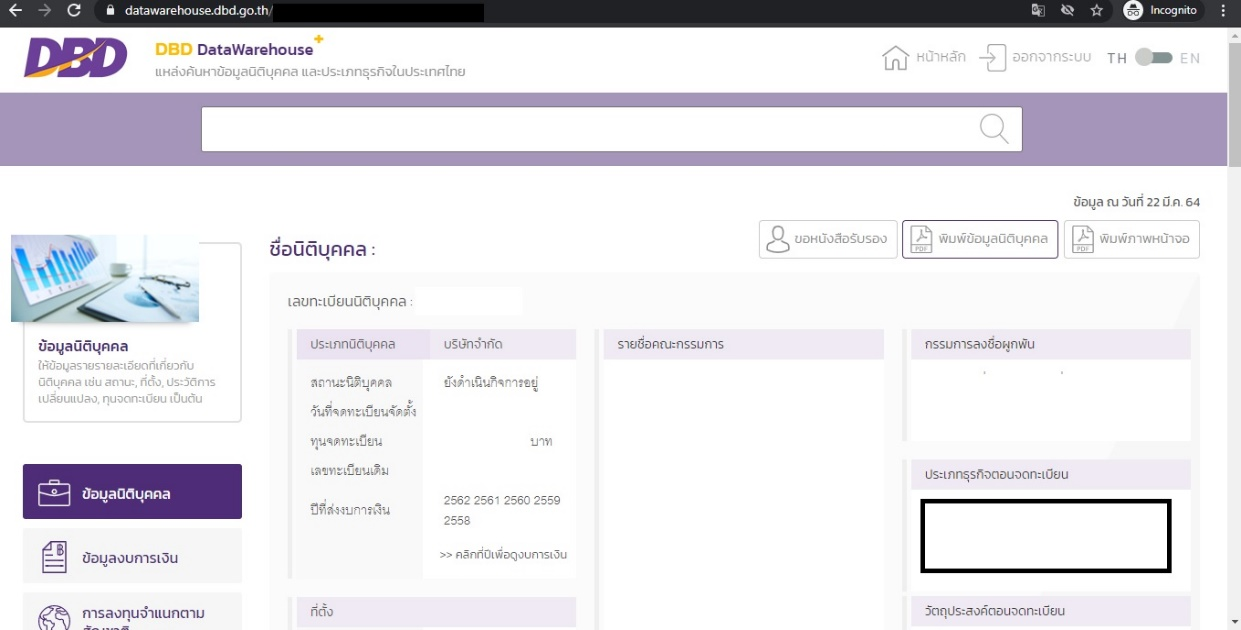 datawarehouse.dbd.go.th/
Incognito
DBD
DBD DataWarehouse+
แหล่งค้นหาข้อมูลนิติบุคคล และประเภทธุรกิจในประเทศไทย
หน้าหลัก
ออกจากระบบ
TH EN
ข้อมูล ณ วันที่ 22 มี.ค. 64
ชื่อนิติบุคคล :
ขอหนังสือรับรอง
PDF พิมพ์ข้อมูลนิติบุคคล
PDF พิมพ์ภาพหน้าจอ
เลขทะเบียนนิติบุคคล :
ข้อมูลนิติบุคคล
ให้ข้อมูลรายรายละเอียดที่เกี่ยวกับ
นิติบุคคล เช่น สถานะ, ที่ตั้ง, ประวัติการ
เปลี่ยนแปลง, ทุนจดทะเบียน เป็นต้น
ข้อมูลนิติบุคคล
ข้อมูลงบการเงิน
การลงทุนจำแนกตาม
สัญชาติ
ประเภทนิติบุคคล บริษัทจำกัด
สถานะนิติบุคคล ยังดำเนินกิจการอยู่
วันที่จดทะเบียนจัดตั้ง
ทุนจดทะเบียน บาท
เลขทะเบียนเดิม
ปีที่ส่งงบการเงิน 2562 2561 2560 2559
2558
>> คลิกที่ปีเพื่อดูงบการเงิน
ที่ตั้ง
รายชื่อคณะกรรมการ
กรรมการลงชื่อผูกพัน
ประเภทธุรกิจตอนจดทะเบียน
วัตถุประสงค์ตอนจดทะเบียน